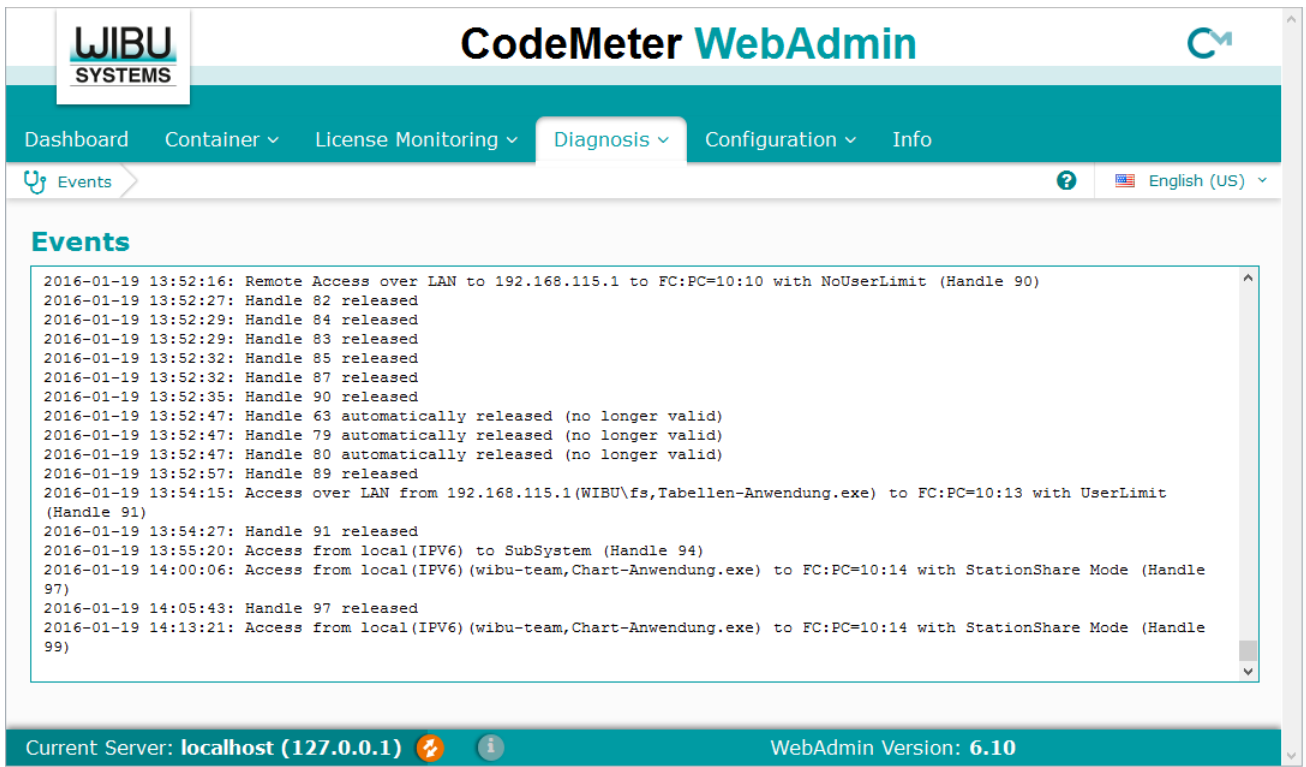 WIBU
SYSTEMS
CodeMeter WebAdmin
CM
Dashboard Container License Monitoring Diagnosis Configuration Info
Events ? English (US)
Events
2016-01-19 13:52:16: Remote Access over LAN to 192.168.115.1 to FC:PC=10:10 with NoUserLimit (Handle 90)
2016-01-19 13:52:27: Handle 82 released
2016-01-19 13:52:29: Handle 84 released
2016-01-19 13:52:29: Handle 83 released
2016-01-19 13:52:32: Handle 85 released
2016-01-19 13:52:32: Handle 87 released
2016-01-19 13:52:35: Handle 90 released
2016-01-19 13:52:47: Handle 63 automatically released (no longer valid)
2016-01-19 13:52:47: Handle 79 automatically released (no longer valid)
2016-01-19 13:52:47: Handle 80 automatically released (no longer valid)
2016-01-19 13:52:57: Handle 89 released
2016-01-19 13:54:15: Access over LAN from 192.168.115.1(WIBU\fs,Tabellen-Anwendung.exe) to FC:PC=10:13 with UserLimit
(Handle 91)
2016-01-19 13:54:27: Handle 91 released
2016-01-19 13:55:20: Access from local(IPV6) to SubSystem (Handle 94)
2016-01-19 14:00:06: Access from local(IPV6)(wibu-team,Chart-Anwendung.exe) to FC:PC=10:14 with StationShare Mode (Handle
97)
2016-01-19 14:05:43: Handle 97 released
2016-01-19 14:13:21: Access from local(IPV6)(wibu-team,Chart-Anwendung.exe) to FC:PC=10:14 with StationShare Mode (Handle
99)
Current Server: localhost (127.0.0.1) i WebAdmin Version: 6.10